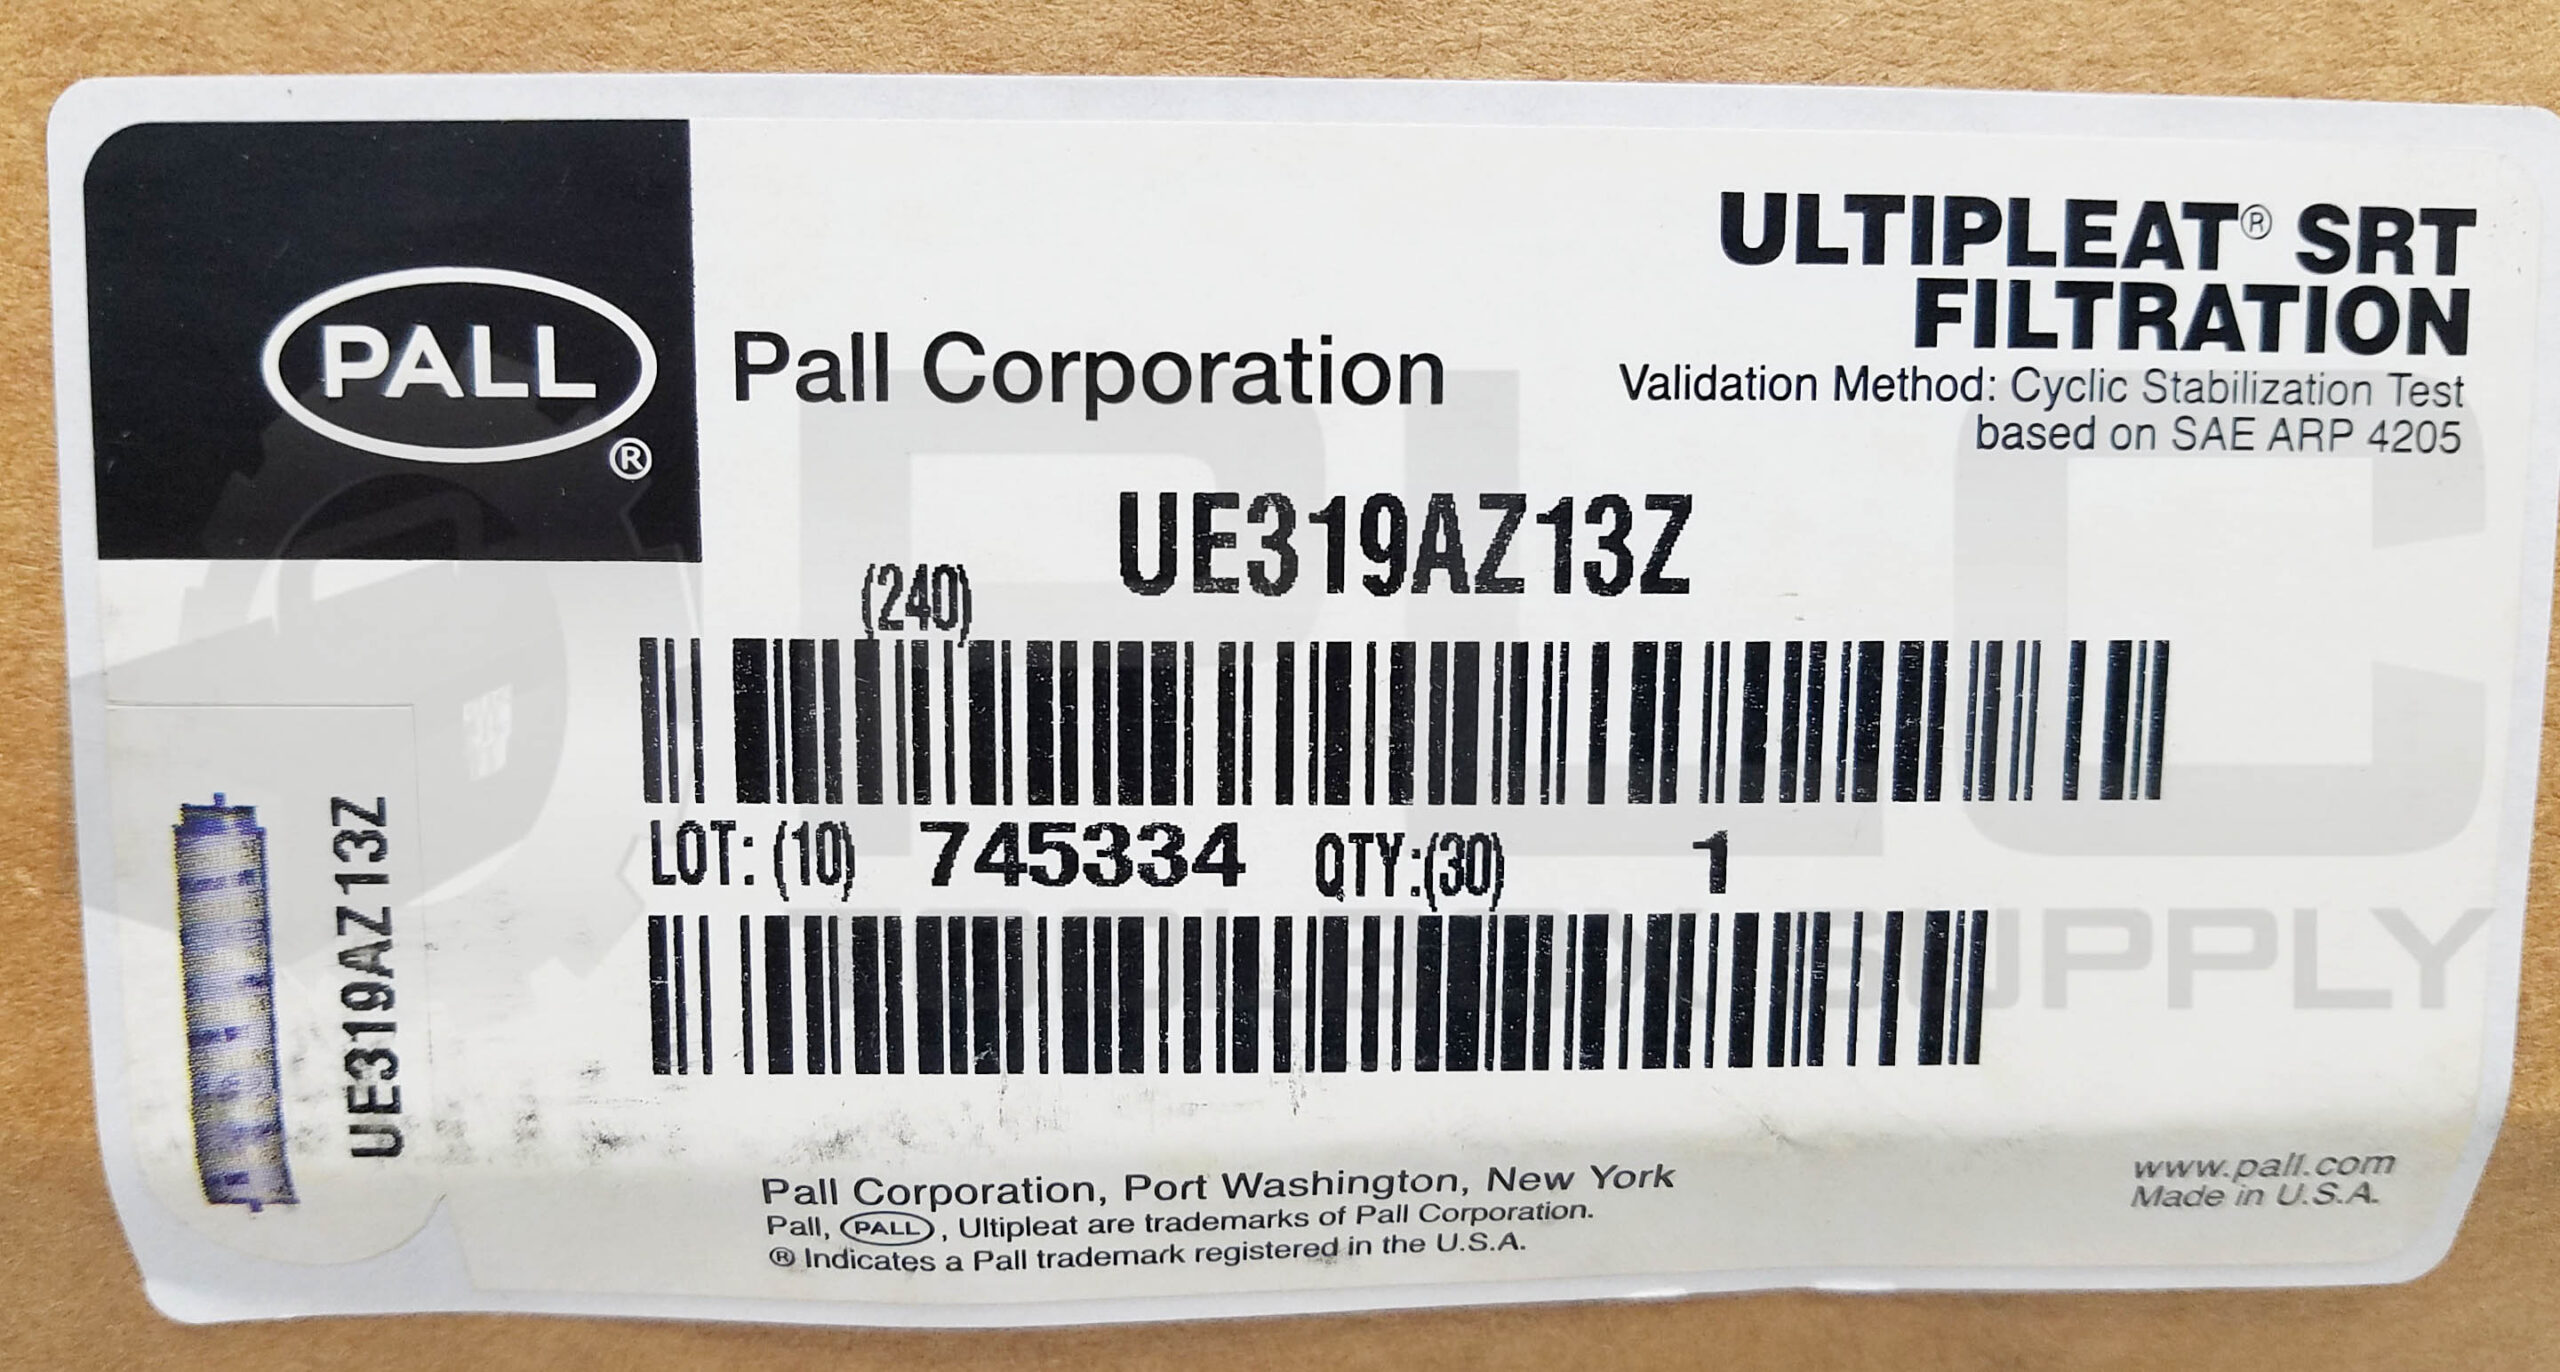 PALL
®
Pall Corporation
ULTIPLEAT® SRT
FILTRATION
Validation Method: Cyclic Stabilization Test
based on SAE ARP 4205
UE319AZ13Z
(240)
LOT: (10) 745334 QTY:(30) 1
UE319AZ13Z
Pall Corporation, Port Washington, New York
Pall, PALL, Ultipleat are trademarks of Pall Corporation.
® Indicates a Pall trademark registered in the U.S.A.
www.pall.com
Made in U.S.A.
PLC
SUPPLY